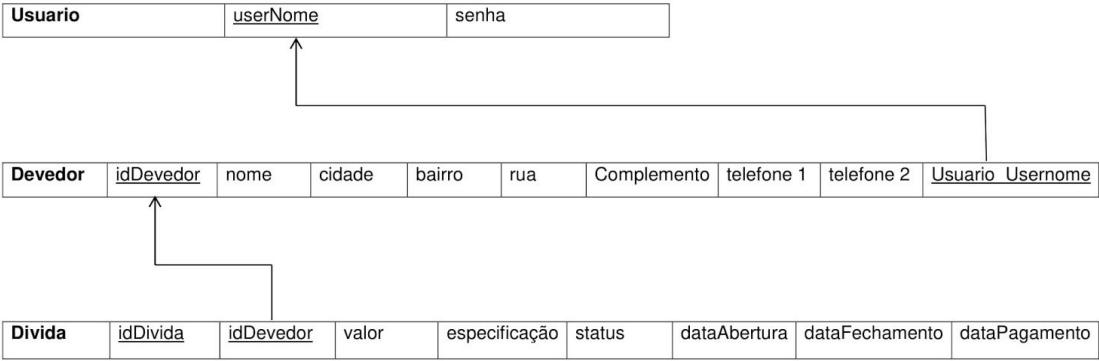 Usuario userNome senha
Devedor idDevedor nome cidade bairro rua Complemento telefone 1 telefone 2 Usuario_Usernome
Divida idDivida idDevedor valor especificação status dataAbertura dataFechamento dataPagamento